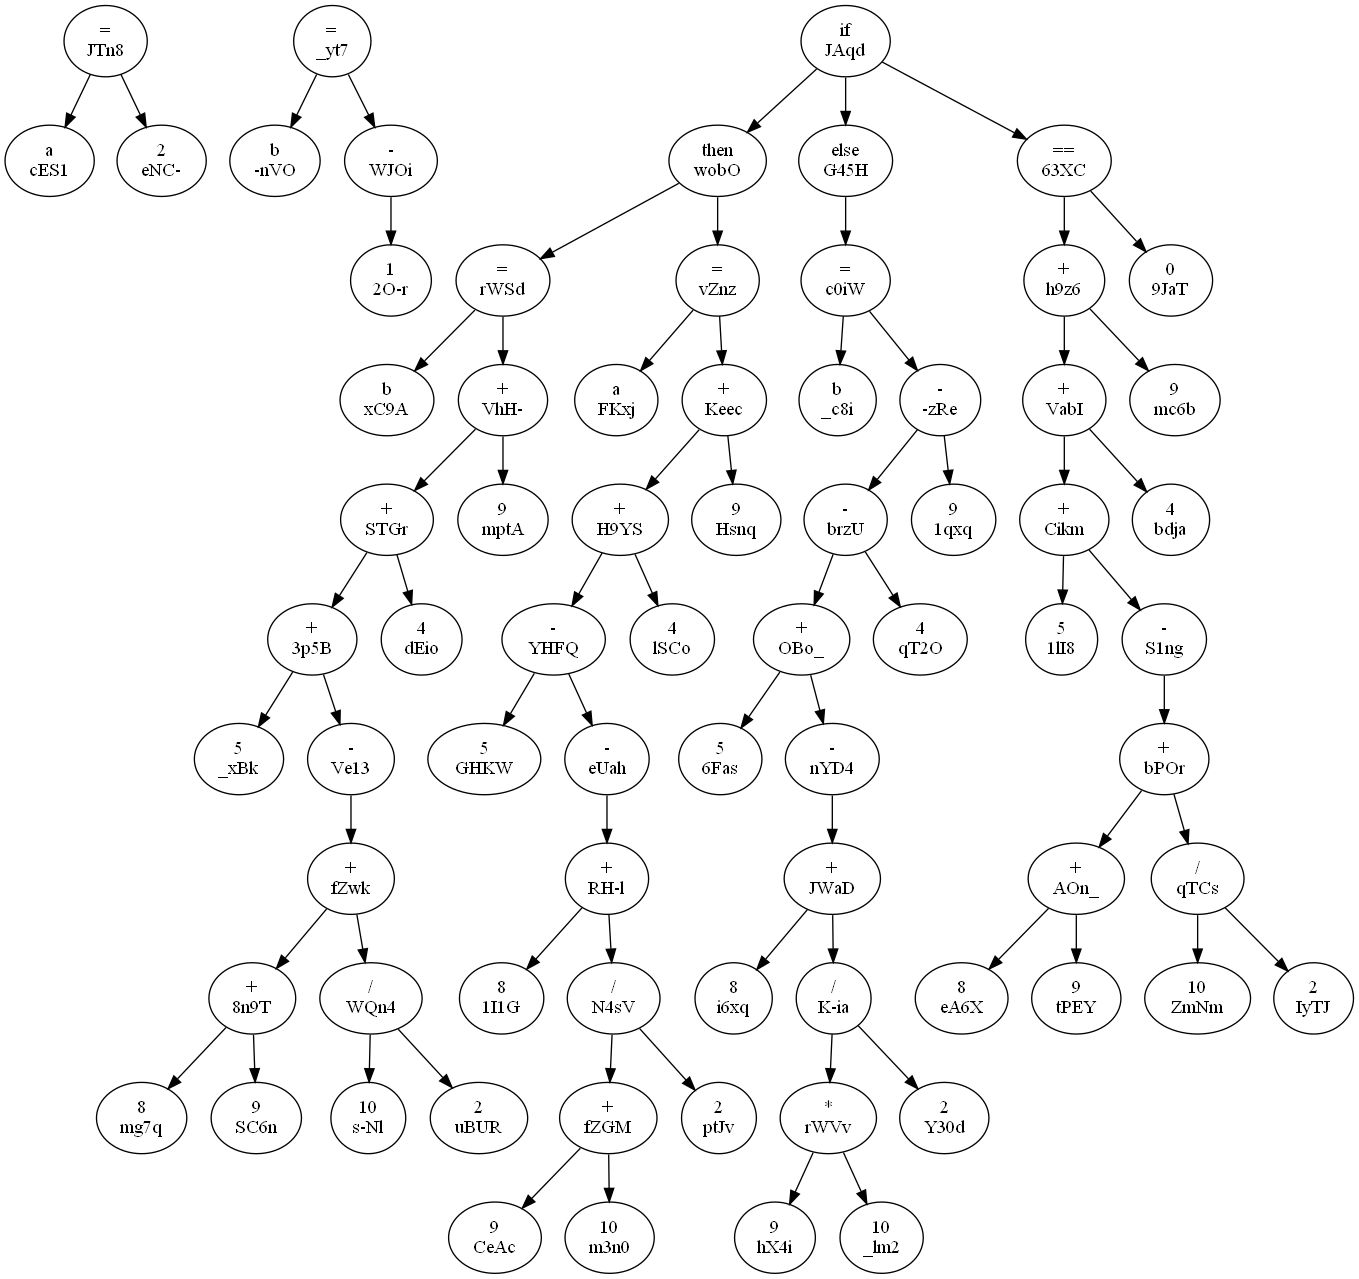 =
JTn8
=
_yt7
if
JAqd
a
cES1
2
eNC-
b
-nVO
-
WJOi
then
wobO
else
G45H
==
63XC
1
2O-r
=
rWSd
=
vZnz
=
c0iW
+
h9z6
0
9JaT
b
xC9A
+
VhH-
a
FKxj
+
Keec
b
_c8i
-
-zRe
+
VabI
9
mc6b
+
STGr
9
mptA
+
H9YS
9
Hsnq
-
brzU
9
1qxq
+
Cikm
4
bdja
+
3p5B
4
dEio
-
YHFQ
4
lSCo
+
OBo_
4
qT2O
5
1lI8
-
S1ng
5
_xBk
-
Ve13
5
GHKW
-
eUah
5
6Fas
-
nYD4
+
bPOr
+
fZwk
+
RH-l
+
JWaD
+
AOn_
/
qTCs
+
8n9T
/
WQn4
8
1I1G
/
N4sV
8
i6xq
/
K-ia
8
eA6X
9
tPEY
10
ZmNm
2
IyTJ
8
mg7q
9
SC6n
10
s-Nl
2
uBUR
+
fZGM
2
ptJv
*
rWVv
2
Y30d
9
CeAc
10
m3n0
9
hX4i
10
_lm2